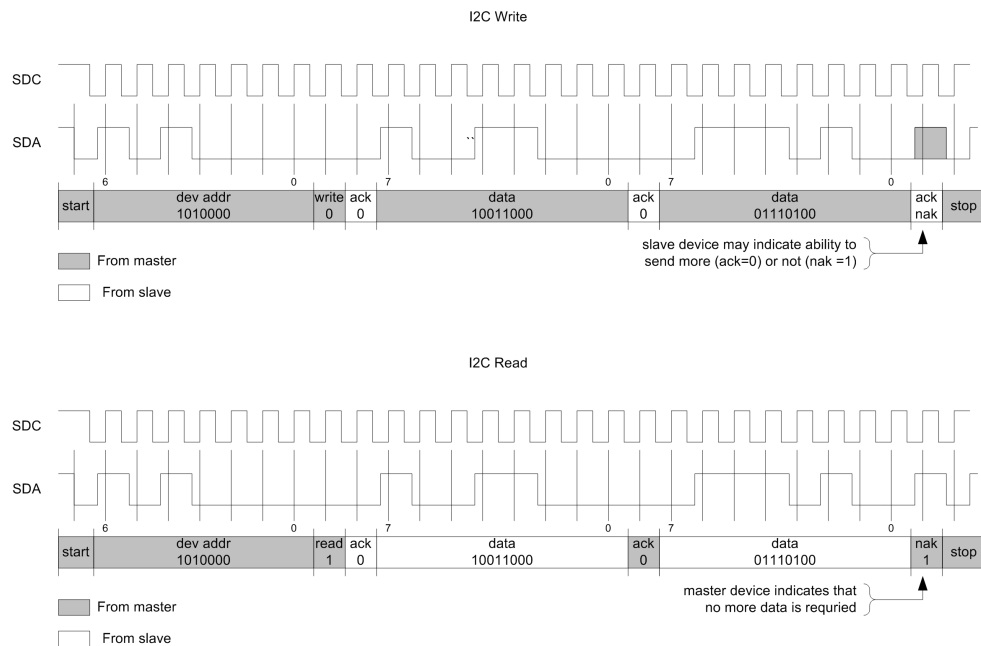 I2C Write
SDC
SDA
``
6 0 7 0 7 0
start dev addr 1010000 write 0 ack 0 data 10011000 ack 0 data 01110100 ack nak stop
slave device may indicate ability to
send more (ack=0) or not (nak =1)
From master
From slave
I2C Read
SDC
SDA
6 0 7 0 7 0
start dev addr 1010000 read 1 ack 0 data 10011000 ack 0 data 01110100 nak 1 stop
master device indicates that
no more data is requried
From master
From slave